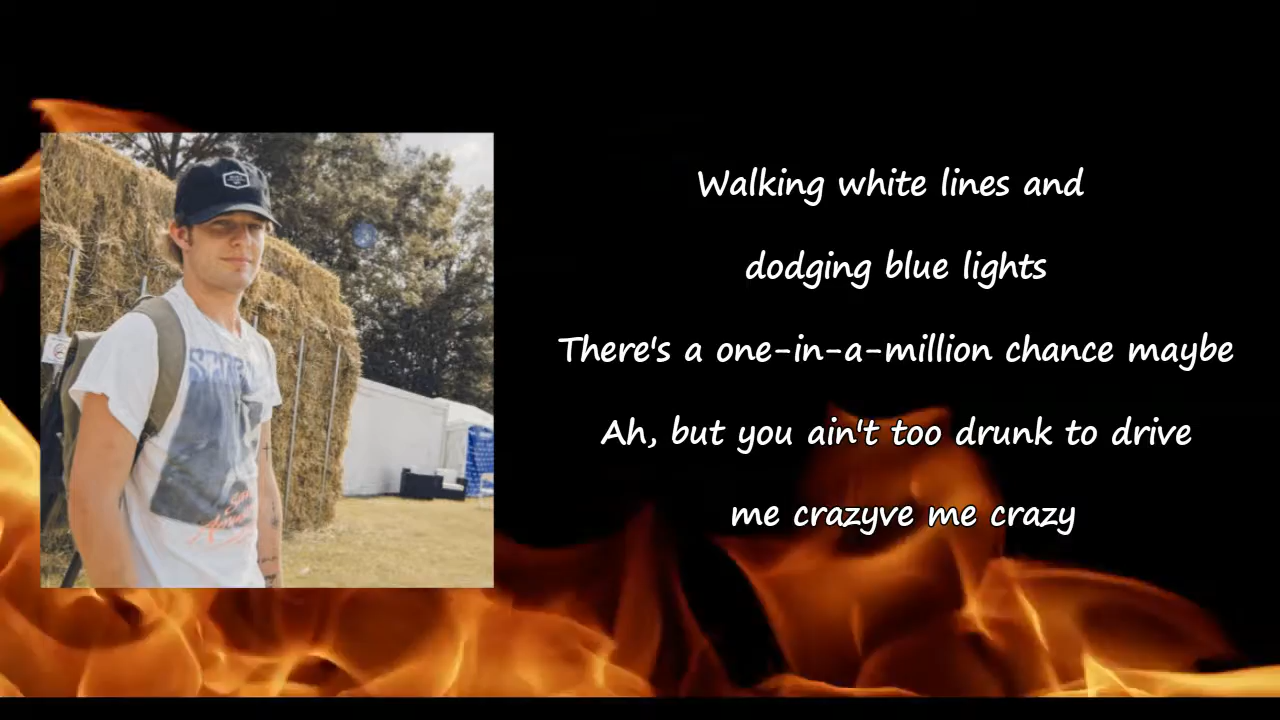 Walking white lines and
dodging blue lights
There's a one-in-a-million chance maybe
Ah, but you ain't too drunk to drive
me crazyve me crazy